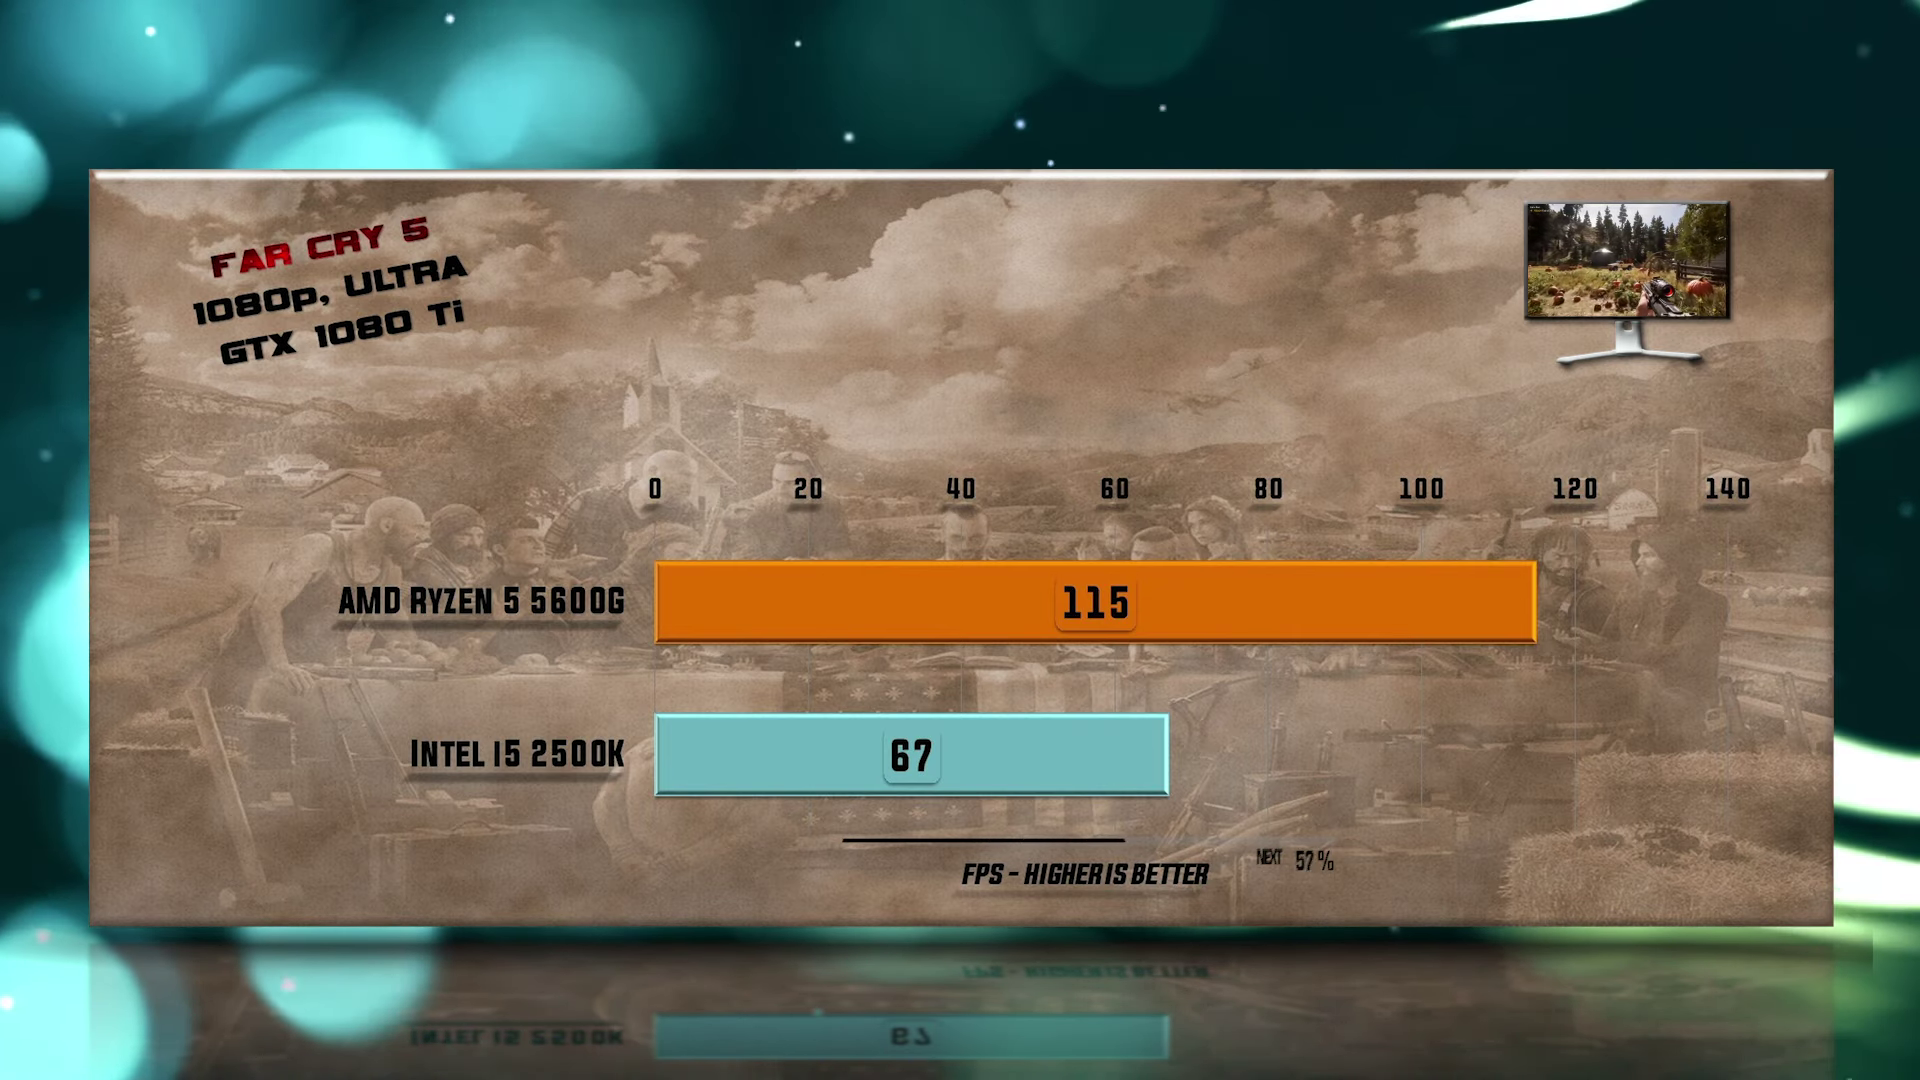 FAR CRY 5
1080p, ULTRA
GTX 1080 Ti
0 20 40 60 80 100 120 140
AMD RYZEN 5 5600G 115
INTEL I5 2500K 67
FPS - HIGHER IS BETTER
NEXT 57%